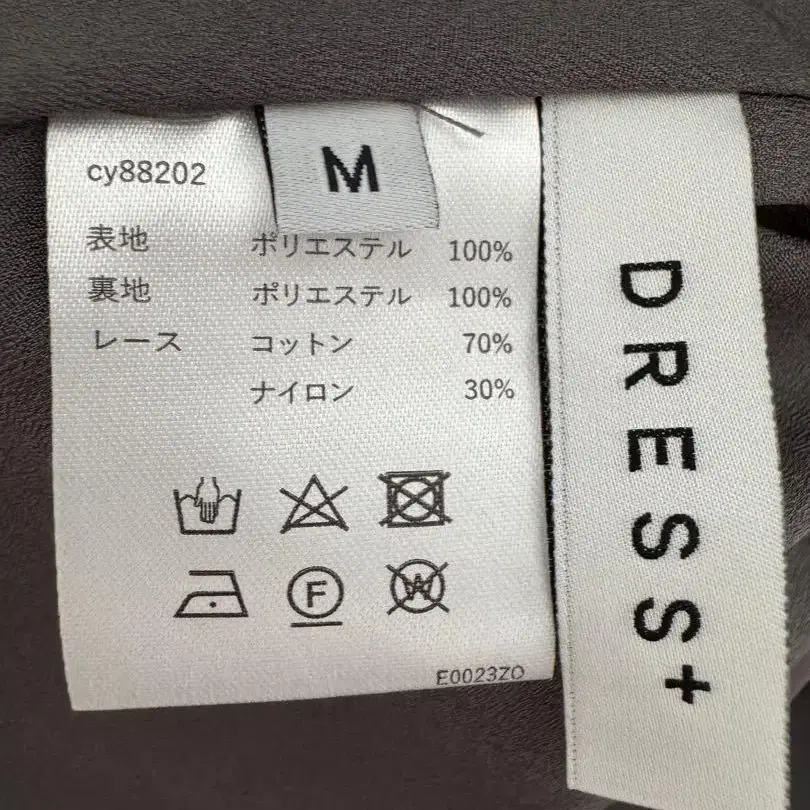 cy88202
M
表地 ポリエステル 100%
裏地 ポリエステル 100%
レース コットン 70%
ナイロン 30%
F
W
E0023ZO
DRESS+